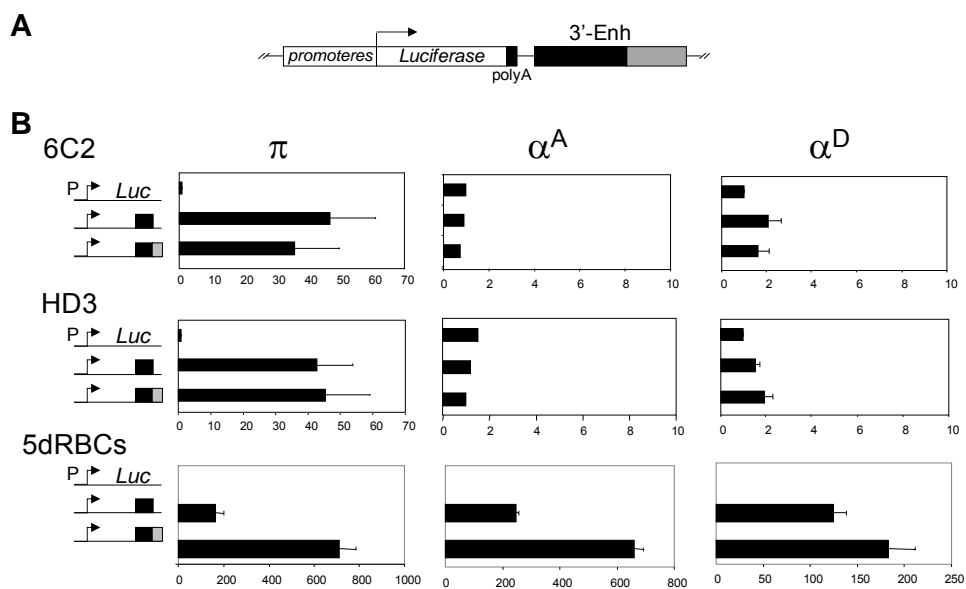 A
3'-Enh
promoteres
Luciferase
polyA
B
6C2
π
αA
αD
P
Luc
0 10 20 30 40 50 60 70
0 2 4 6 8 10
0 2 4 6 8 10
HD3
P
Luc
0 10 20 30 40 50 60 70
0 2 4 6 8 10
0 2 4 6 8 10
5dRBCs
P
Luc
0 200 400 600 800 1000
0 200 400 600 800
0 50 100 150 200 250